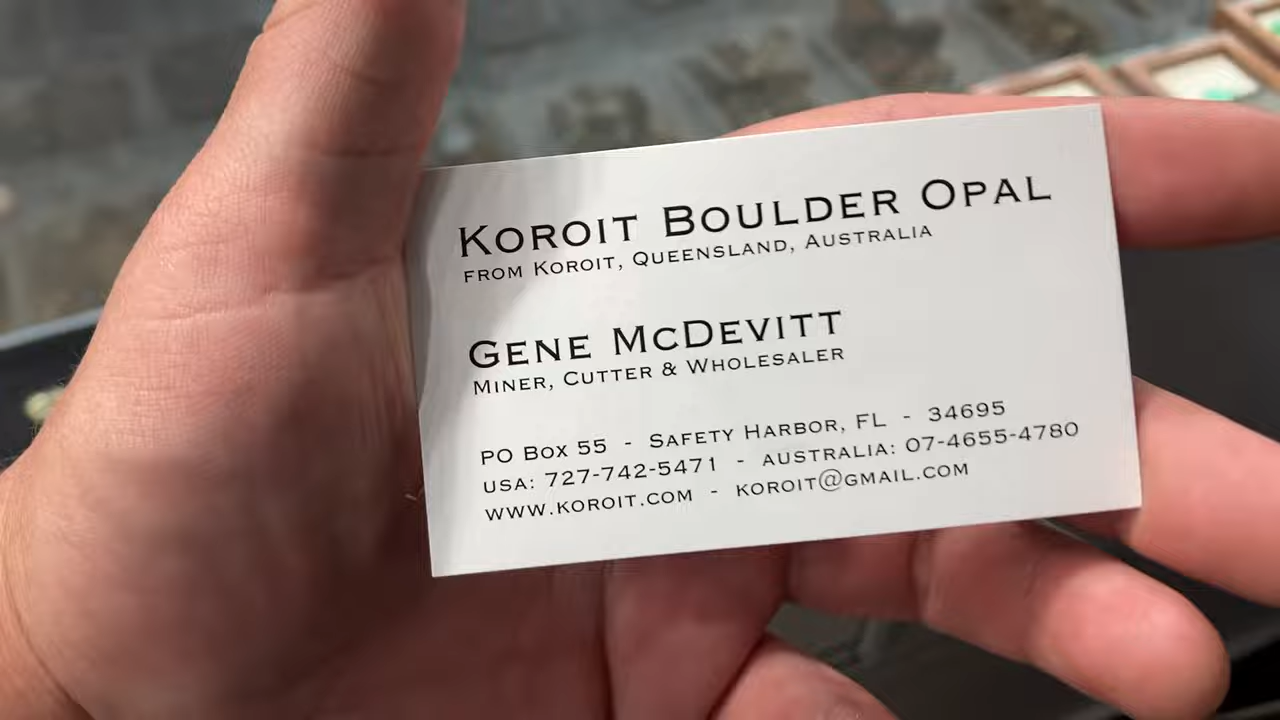 KOROIT BOULDER OPAL
FROM KOROIT, QUEENSLAND, AUSTRALIA
GENE MCDEVITT
MINER, CUTTER & WHOLESALER
PO BOX 55 - SAFETY HARBOR, FL - 34695
USA: 727-742-5471 - AUSTRALIA: 07-4655-4780
WWW.KOROIT.COM - KOROIT@GMAIL.COM